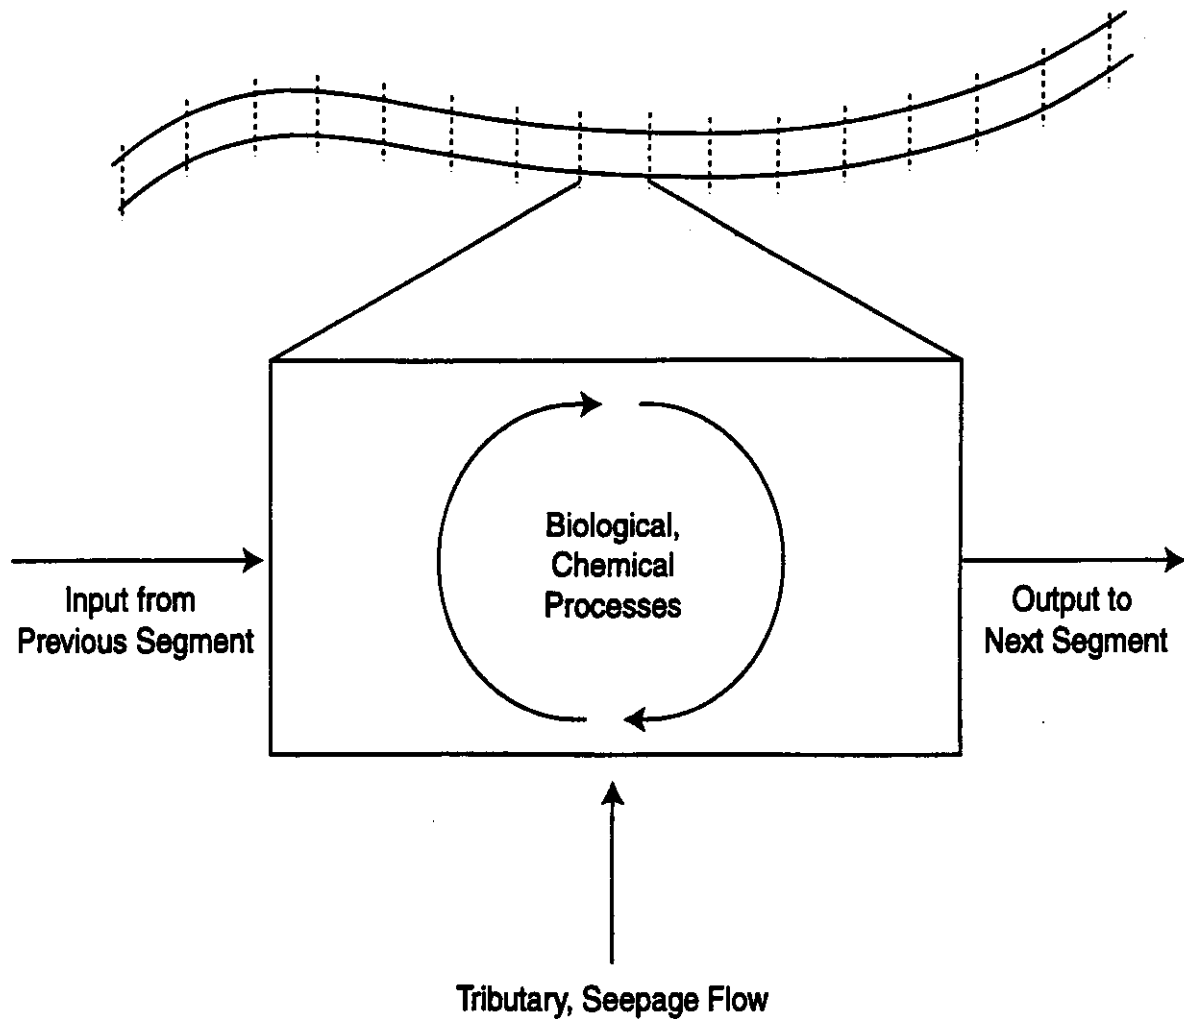 Biological,
Chemical
Processes
Input from
Previous Segment
Output to
Next Segment
Tributary, Seepage Flow